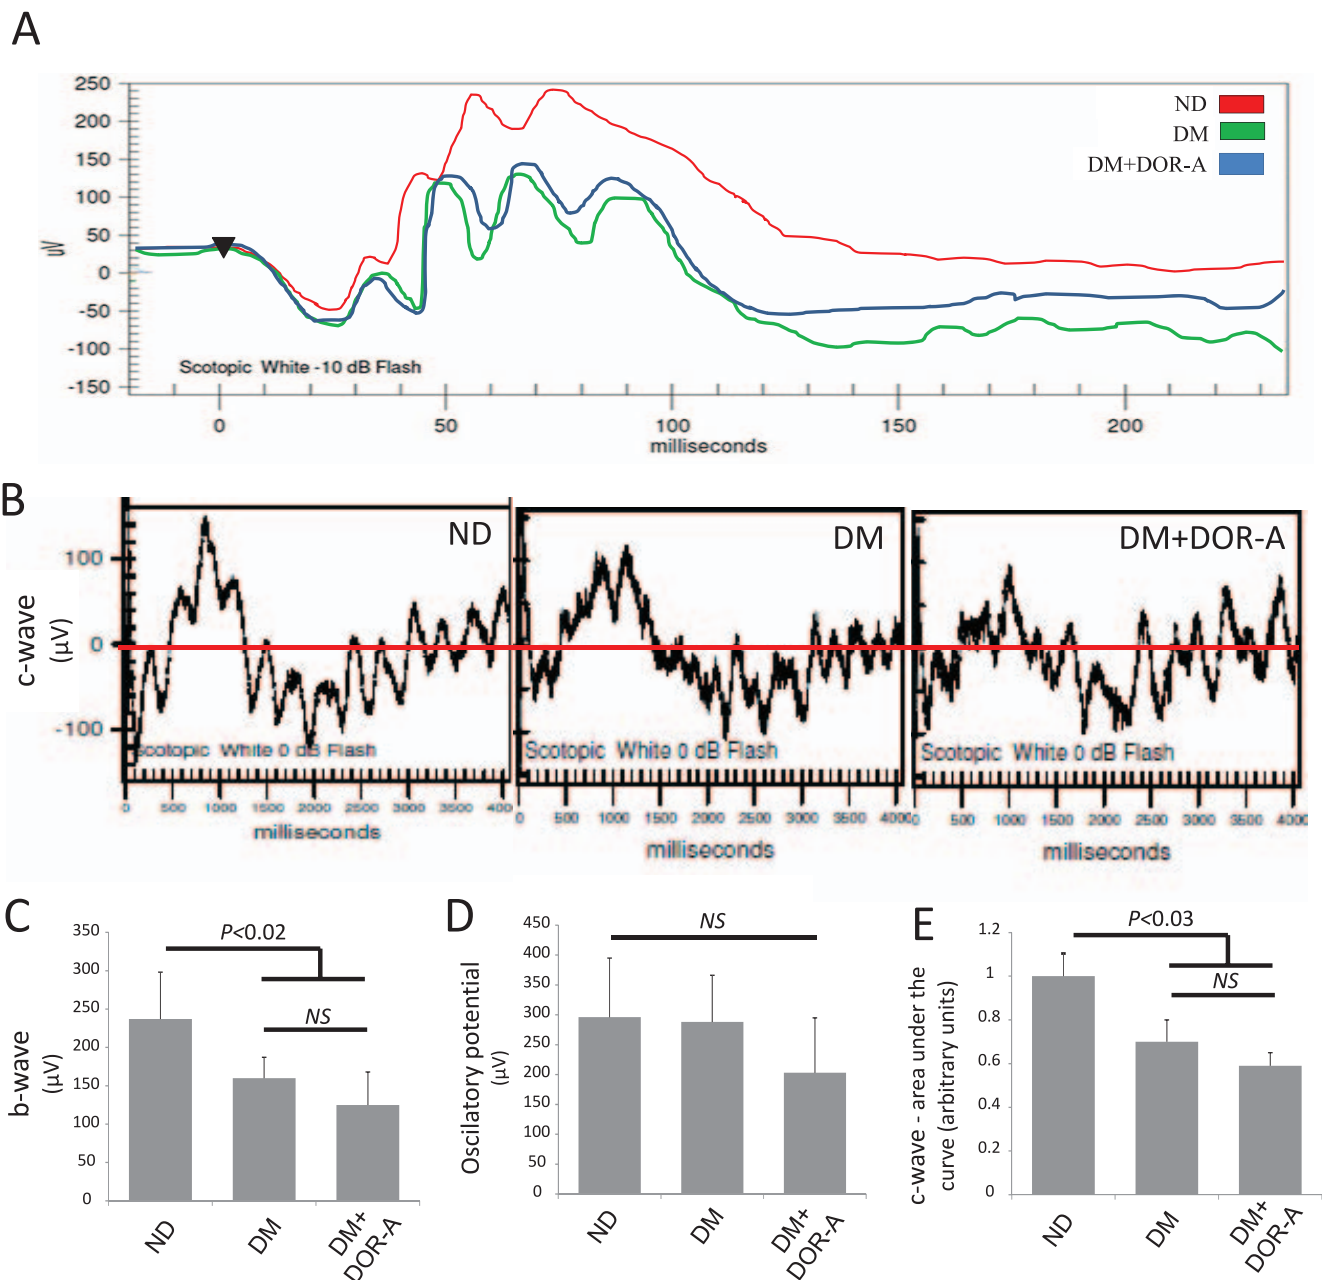 A
250
200
150
100
50
0
-50
-100
-150
uV
ND
DM
DM+DOR-A
Scotopic White -10 dB Flash
0 50 100 150 200
milliseconds
B
c-wave
(µV)
100
0
-100
ND
Scotopic White 0 dB Flash
0 500 1000 1500 2000 2500 3000 3500 400
milliseconds
DM
Scotopic White 0 dB Flash
0 500 1000 1500 2000 2500 3000 3500 4000
milliseconds
DM+DOR-A
Scotopic White 0 dB Flash
0 500 1000 1500 2000 2500 3000 3500 4000
milliseconds
C
b-wave
(µV)
350
300
250
200
150
100
50
0
P<0.02
NS
ND
DM
DM+
DOR-A
D
Oscilatory potential
(µV)
450
400
350
300
250
200
150
100
50
0
NS
ND
DM
DM+
DOR-A
E
c-wave - area under the
curve (arbitrary units)
1.2
1
0.8
0.6
0.4
0.2
0
P<0.03
NS
ND
DM
DM+
DOR-A